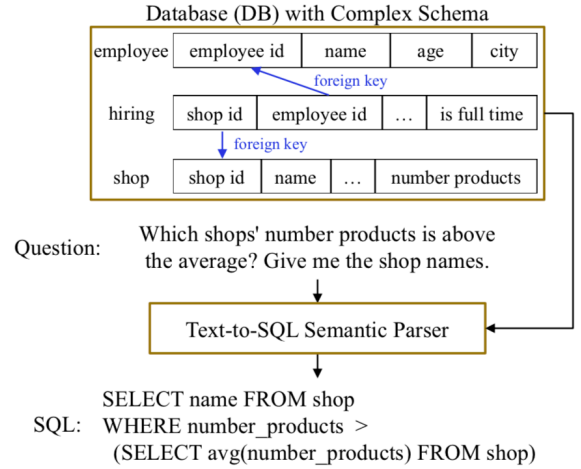 Database (DB) with Complex Schema
employee employee id name age city
foreign key
hiring shop id employee id ... is full time
foreign key
shop shop id name ... number products
Question: Which shops' number products is above
the average? Give me the shop names.
Text-to-SQL Semantic Parser
SELECT name FROM shop
SQL: WHERE number_products >
(SELECT avg(number_products) FROM shop)